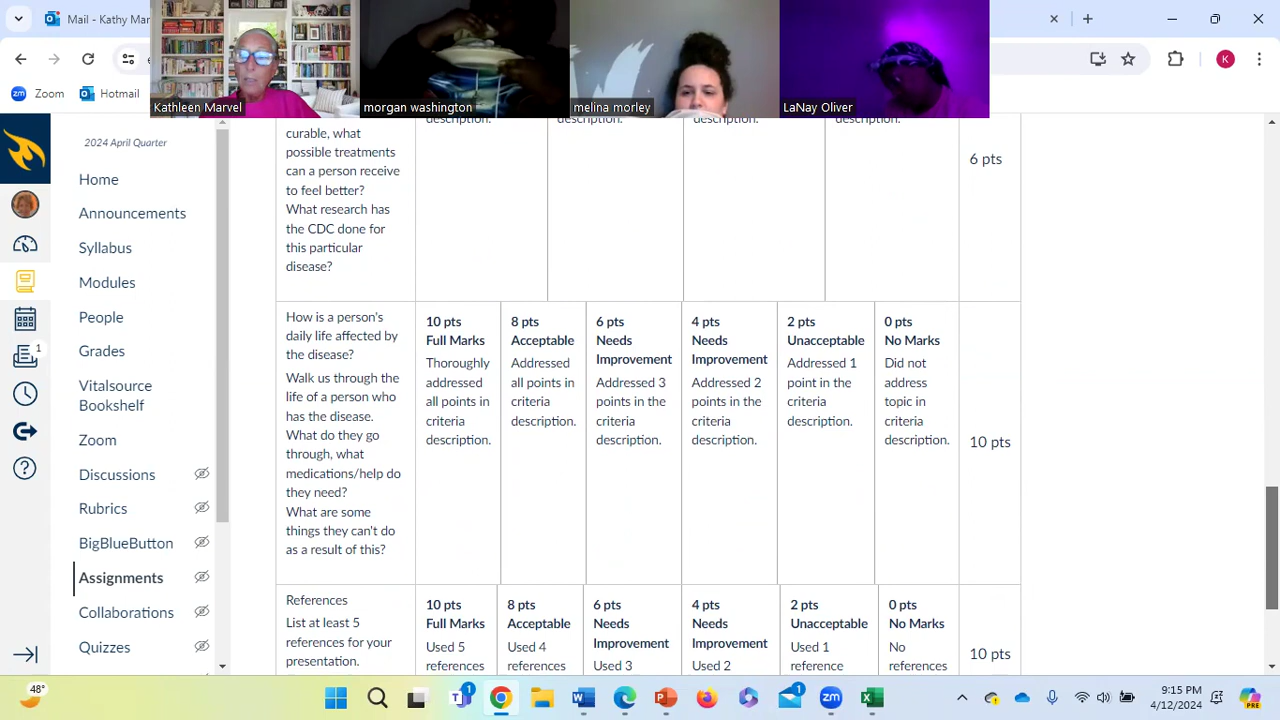 Mail - Kathy Mar
Zoom
Hotmail
K
Kathleen Marvel
morgan washington
melina morley
LaNay Oliver
2024 April Quarter
Home
Announcements
Syllabus
Modules
People
Grades
Vitalsource
Bookshelf
Zoom
Discussions
Rubrics
BigBlueButton
Assignments
Collaborations
Quizzes
1
description.
description.
description.
description.
curable, what
possible treatments
can a person receive
to feel better?
What research has
the CDC done for
this particular
disease?
6 pts
How is a person's
daily life affected by
the disease?
Walk us through the
life of a person who
has the disease.
What do they go
through, what
medications/help do
they need?
What are some
things they can't do
as a result of this?
10 pts
Full Marks
Thoroughly
addressed
all points in
criteria
description.
8 pts
Acceptable
Addressed
all points in
criteria
description.
6 pts
Needs
Improvement
Addressed 3
points in the
criteria
description.
4 pts
Needs
Improvement
Addressed 2
points in the
criteria
description.
2 pts
Unacceptable
Addressed 1
point in the
criteria
description.
0 pts
No Marks
Did not
address
topic in
criteria
description.
10 pts
References
List at least 5
references for your
presentation.
10 pts
Full Marks
Used 5
references
8 pts
Acceptable
Used 4
references
6 pts
Needs
Improvement
Used 3
4 pts
Needs
Improvement
Used 2
2 pts
Unacceptable
Used 1
reference
0 pts
No Marks
No
references
10 pts
48°
1
1
zm
PRE